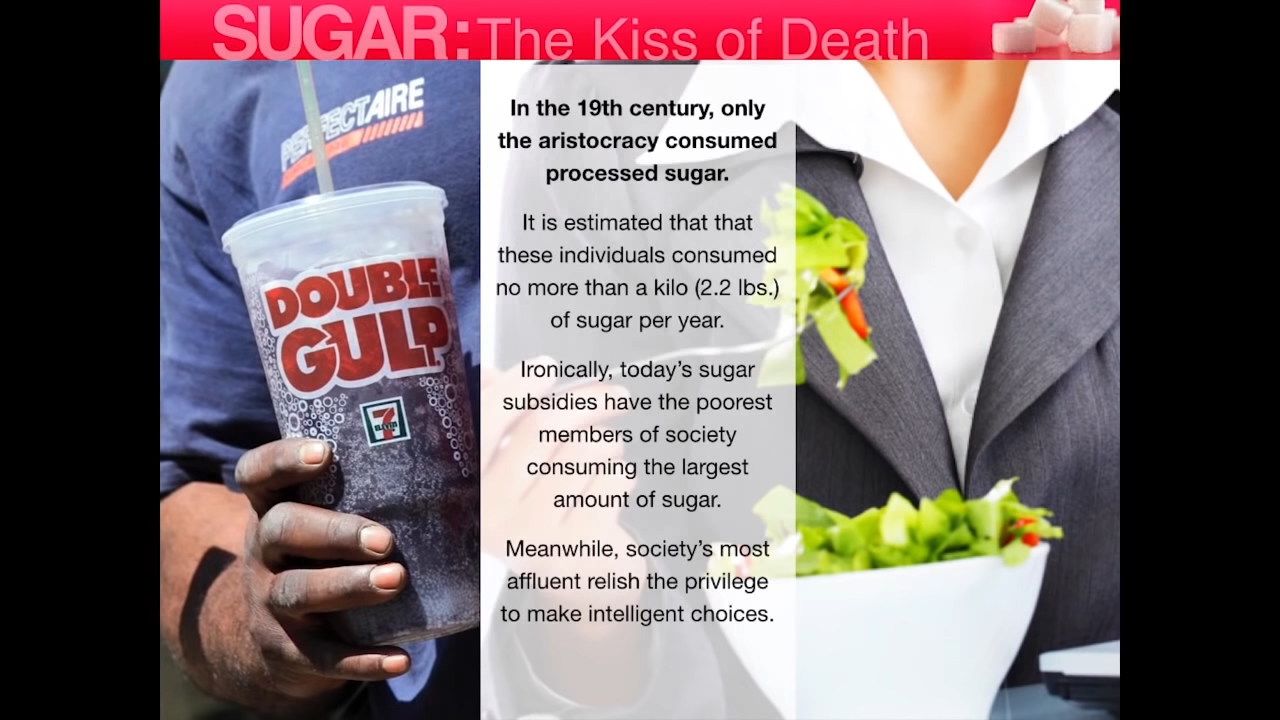 SUGAR: The Kiss of Death
PERFECTAIRE
DOUBLE
GULP
7
ELEVEN
In the 19th century, only
the aristocracy consumed
processed sugar.
It is estimated that that
these individuals consumed
no more than a kilo (2.2 lbs.)
of sugar per year.
Ironically, today’s sugar
subsidies have the poorest
members of society
consuming the largest
amount of sugar.
Meanwhile, society’s most
affluent relish the privilege
to make intelligent choices.